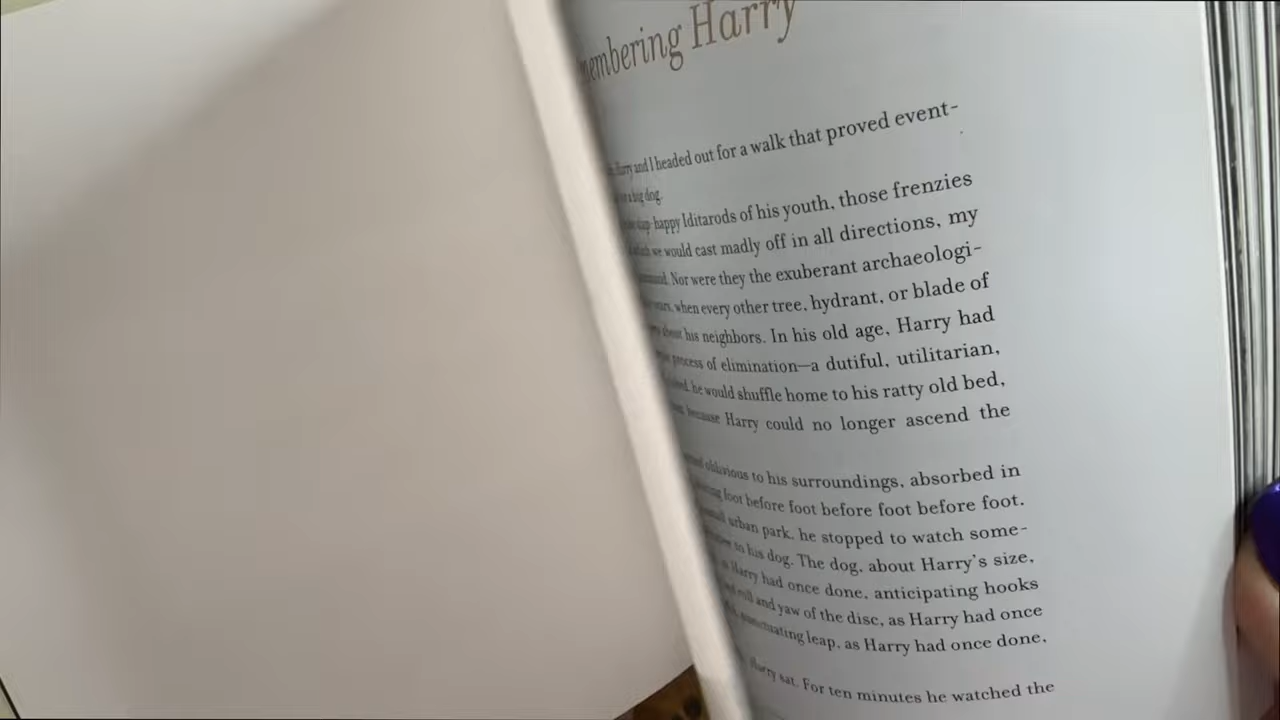 Harry
Harry and I headed out for a walk that proved event-
a big dog.
happy Iditarods of his youth, those frenzies
we would cast madly off in all directions, my
Nor were they the exuberant archaeologi-
when every other tree, hydrant, or blade of
about his neighbors. In his old age, Harry had
process of elimination—a dutiful, utilitarian,
he would shuffle home to his ratty old bed,
because Harry could no longer ascend the
oblivious to his surroundings, absorbed in
foot before foot before foot before foot.
urban park, he stopped to watch some-
to his dog. The dog, about Harry's size,
Harry had once done, anticipating hooks
and yaw of the disc, as Harry had once
punctuating leap, as Harry had once done.
Harry sat. For ten minutes he watched the